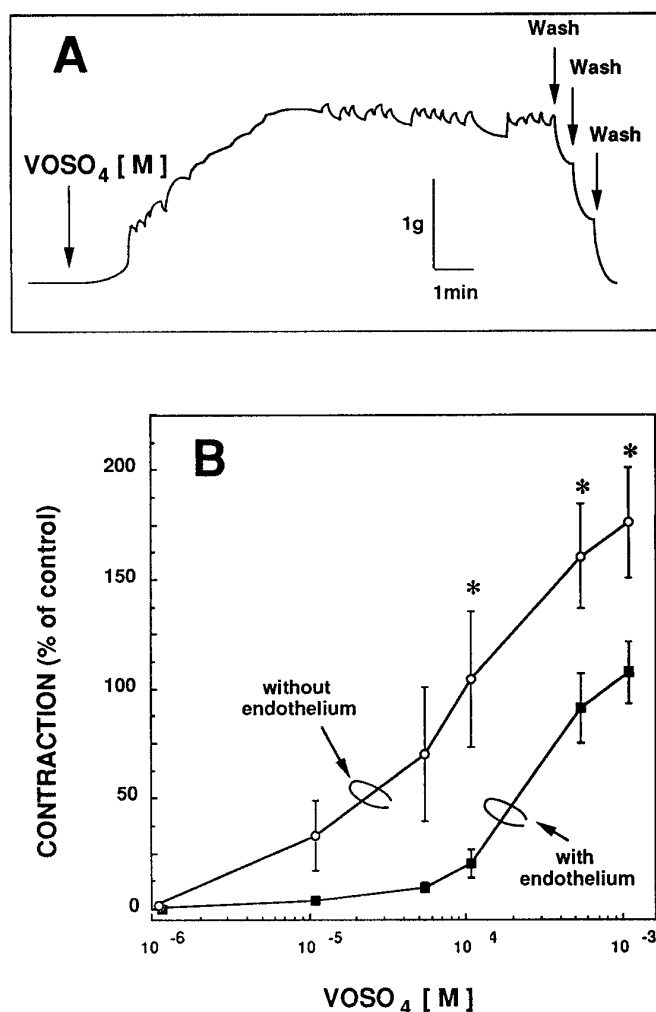 A
Wash
Wash
Wash
VOSO4 [ M ]
1g
1min
B
CONTRACTION (% of control)
200
150
100
50
0
*
*
*
without
endothelium
with
endothelium
10 -6
10 -5
10 4
10 -3
VOSO4 [ M ]